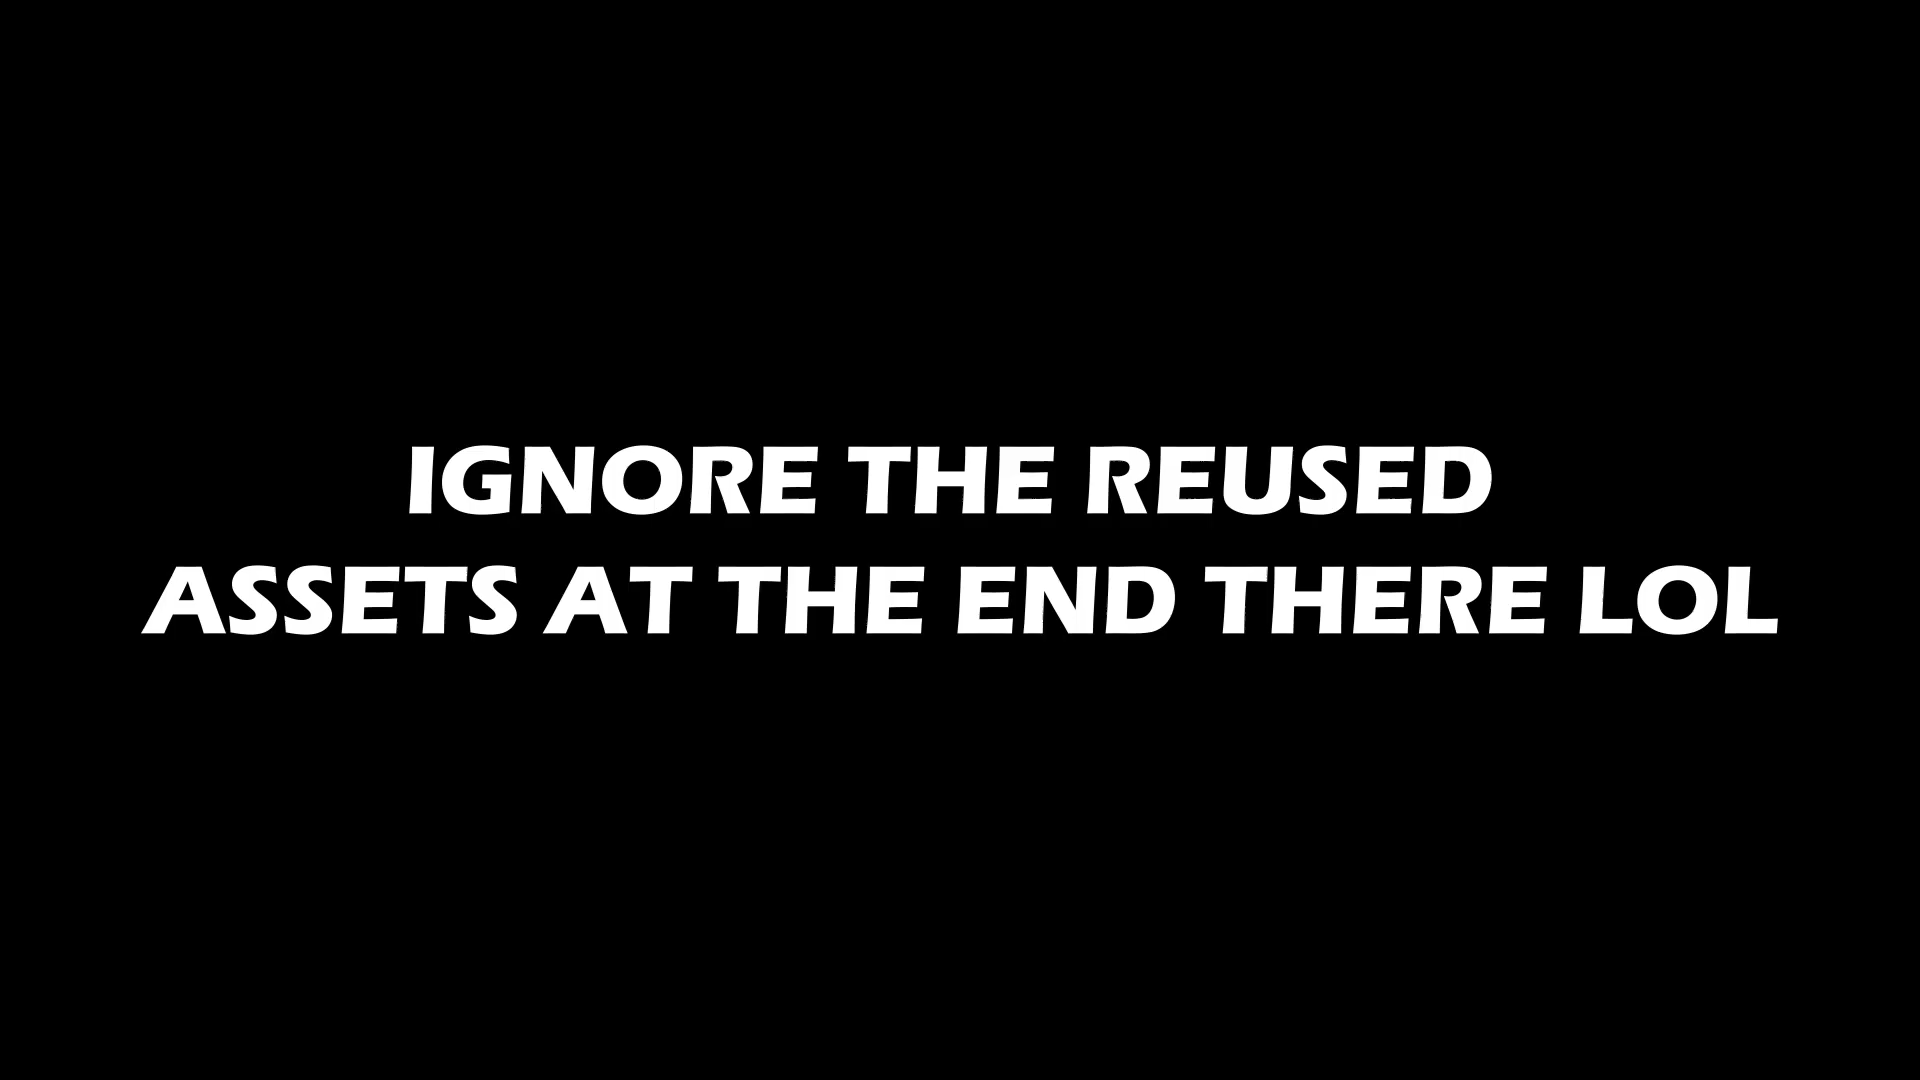 IGNORE THE REUSED
ASSETS AT THE END THERE LOL